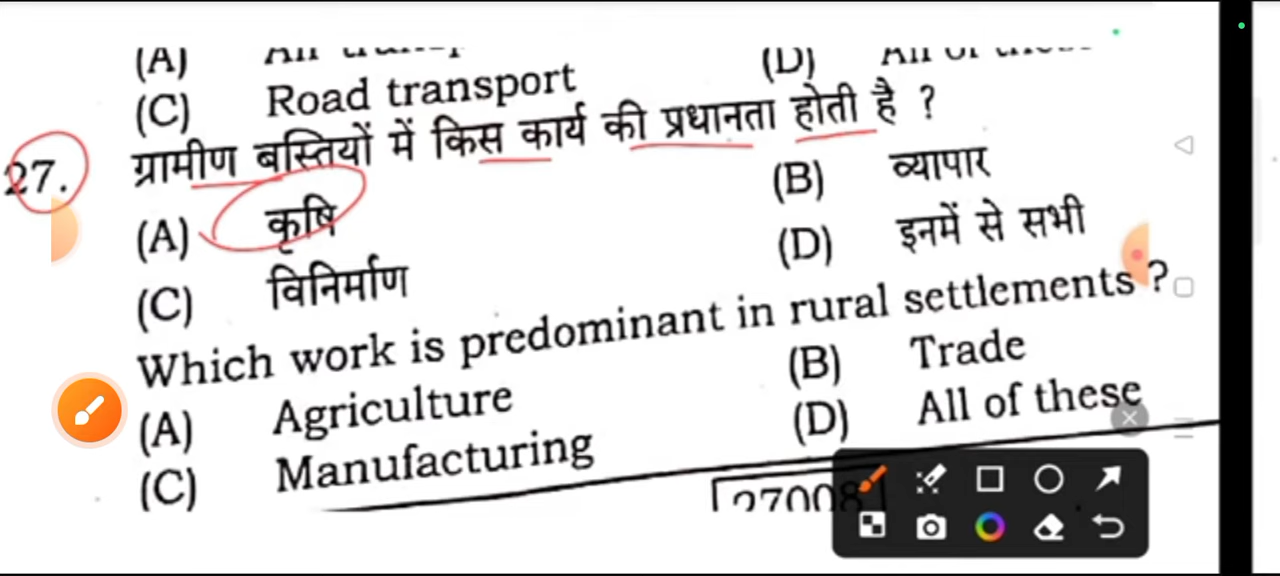 (A)
(D)
(C) Road transport
27. ग्रामीण बस्तियों में किस कार्य की प्रधानता होती है ?
(A) कृषि
(B) व्यापार
(C) विनिर्माण
(D) इनमें से सभी
Which work is predominant in rural settlements ?
(A) Agriculture
(B) Trade
(C) Manufacturing
(D) All of these
27008